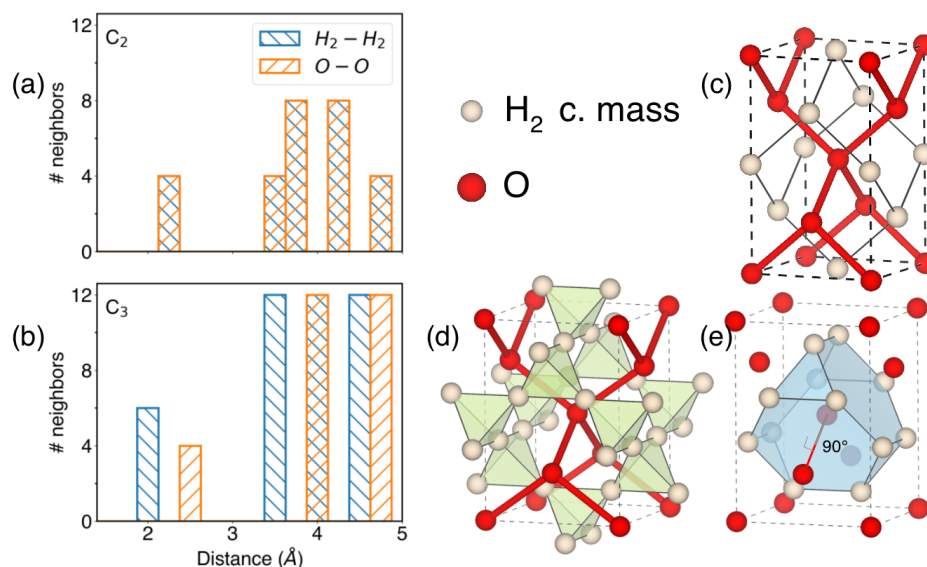 (a)
# neighbors
12
8
4
0
C2
H2 − H2
O − O
(b)
# neighbors
12
8
4
0
C3
2
3
4
5
Distance (Å)
H2 c. mass
O
(c)
(d)
(e)
90°